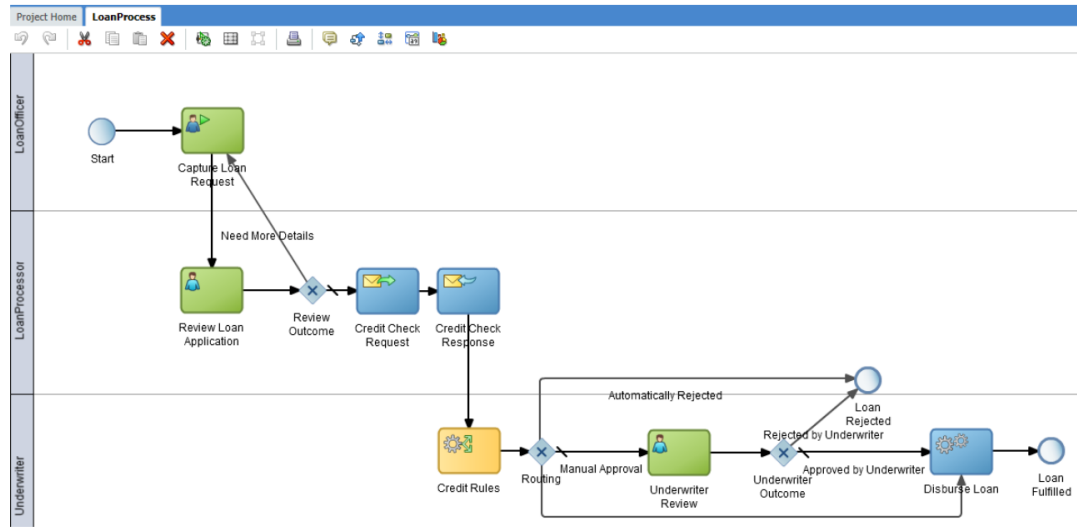 Project Home
LoanProcess
LoanOfficer
Start
Capture Loan
Request
Need More Details
LoanProcessor
Review Loan
Application
Review
Outcome
Credit Check
Request
Credit Check
Response
Automatically Rejected
Loan
Rejected
Underwriter
Rejected by Underwriter
Manual Approval
Approved by Underwriter
Credit Rules
Routing
Underwriter
Review
Underwriter
Outcome
Disburse Loan
Loan
Fulfilled